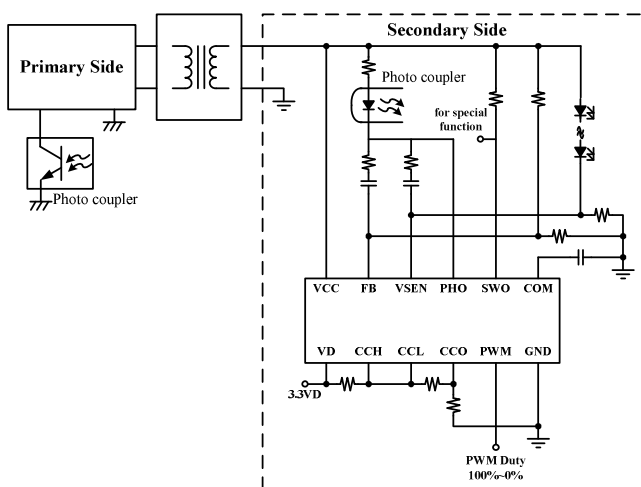 Secondary Side
Primary Side
Photo coupler
for special
function
Photo coupler
VCC FB VSEN PHO SWO COM
VD CCH CCL CCO PWM GND
3.3VD
PWM Duty
100%~0%